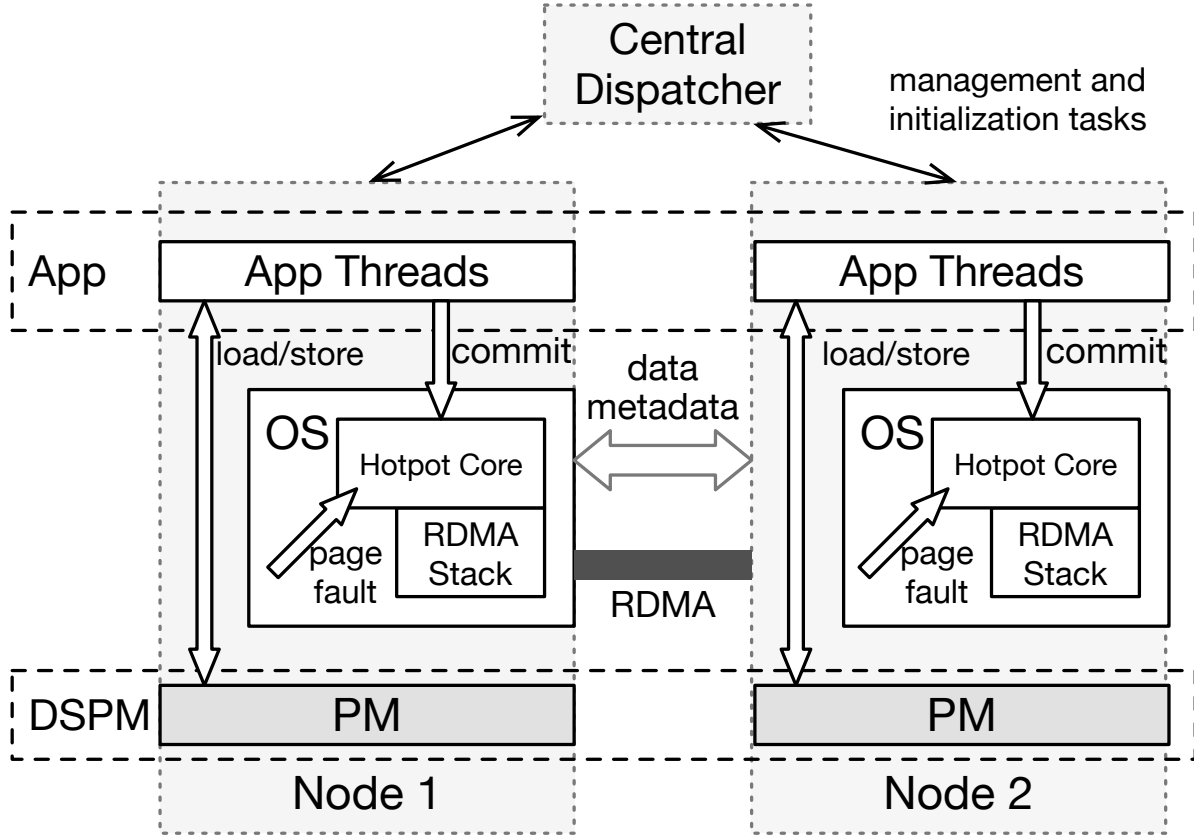 Central
Dispatcher
management and
initialization tasks
App
App Threads
App Threads
load/store
commit
data
metadata
load/store
commit
OS
Hotpot Core
page
fault
RDMA
Stack
RDMA
OS
Hotpot Core
page
fault
RDMA
Stack
DSPM
PM
PM
Node 1
Node 2